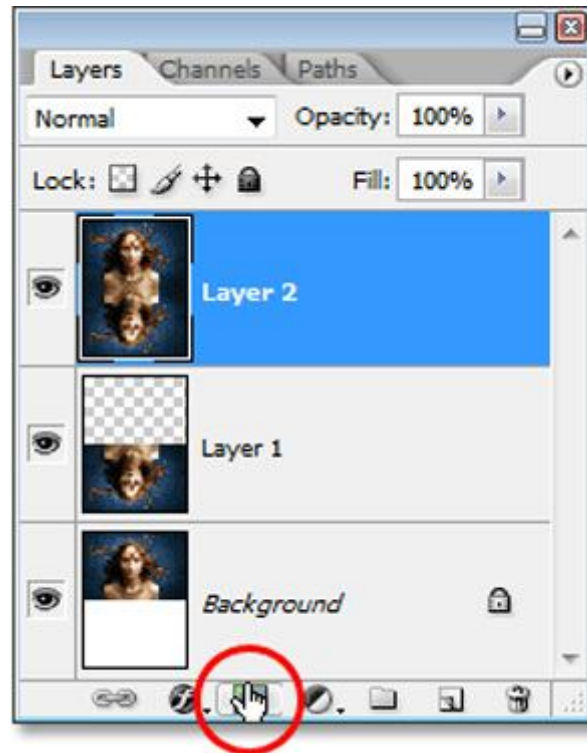 Layers Channels Paths
Normal Opacity: 100%
Lock: Fill: 100%
Layer 2
Layer 1
Background